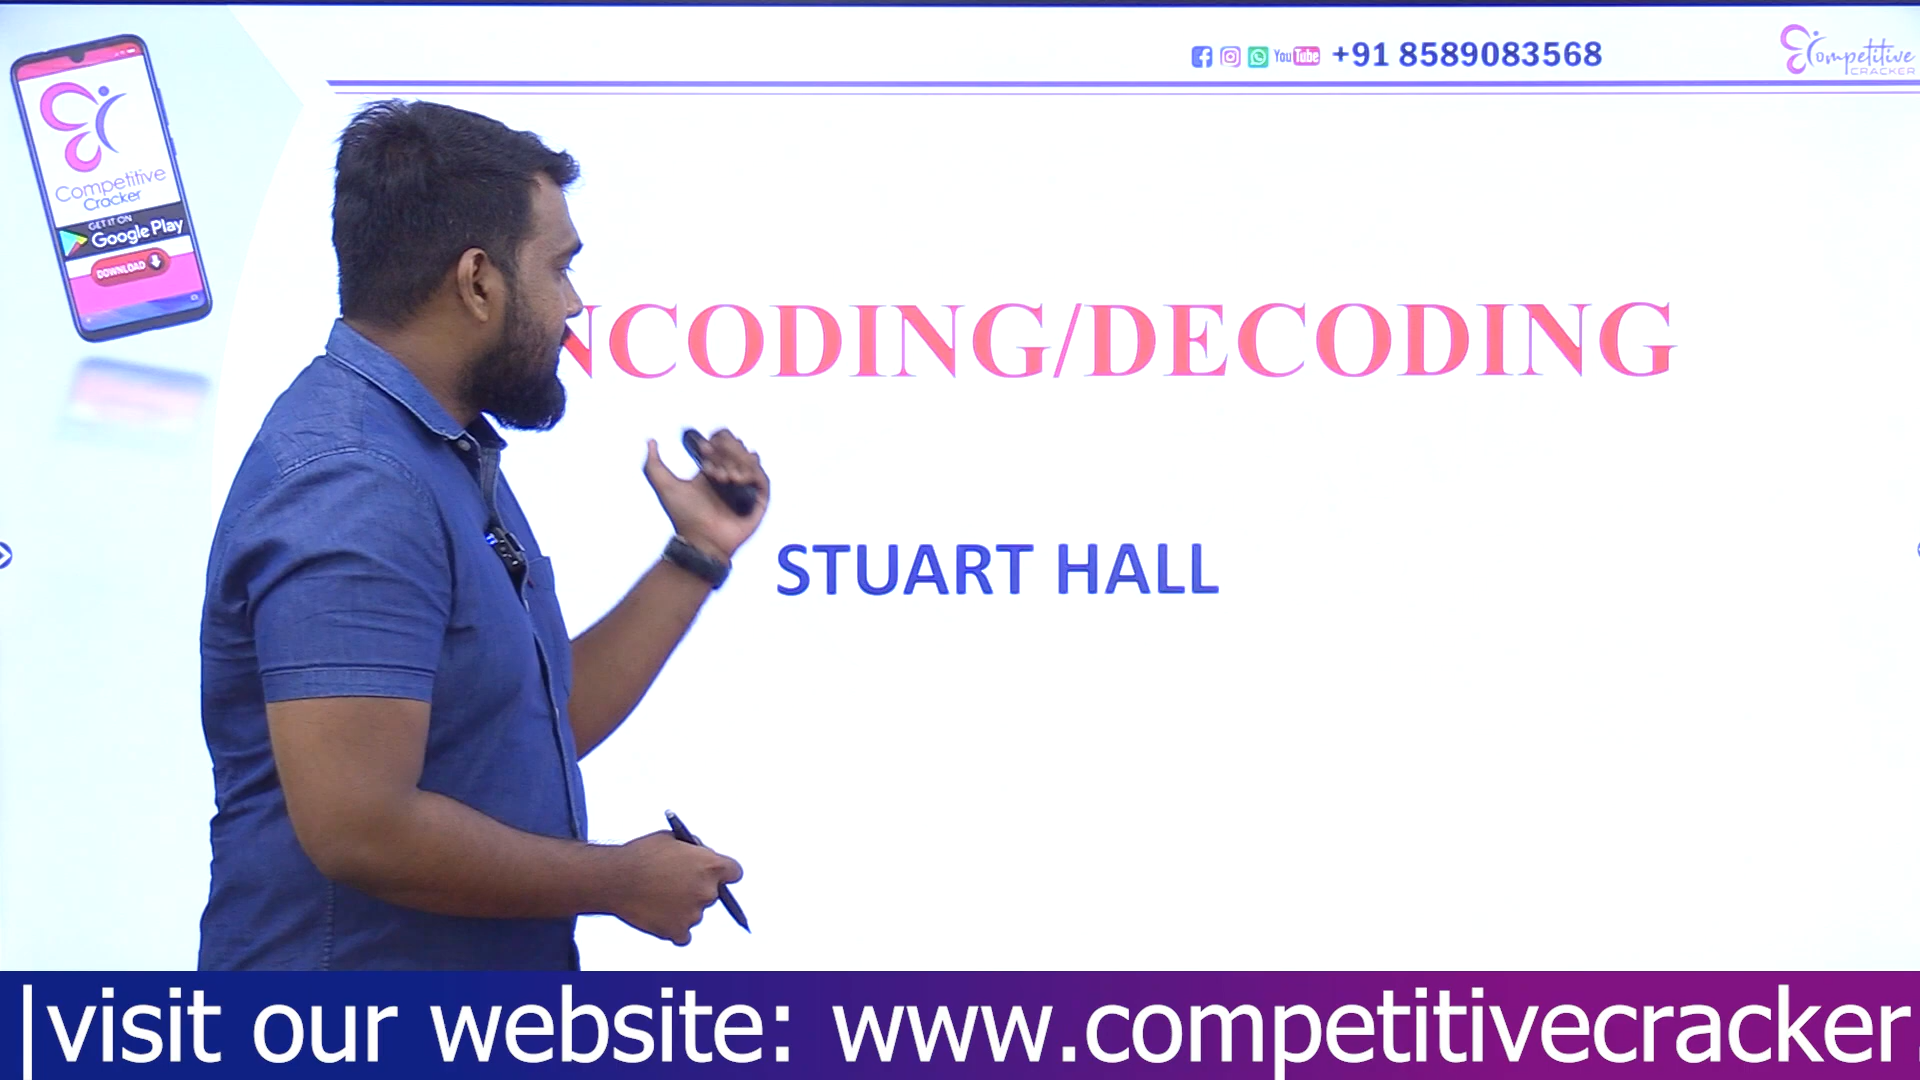 YouTube +91 8589083568
Competitive
CRACKER
Competitive
Cracker
GET IT ON
Google Play
DOWNLOAD
NCODING/DECODING
STUART HALL
|visit our website: www.competitivecracker.